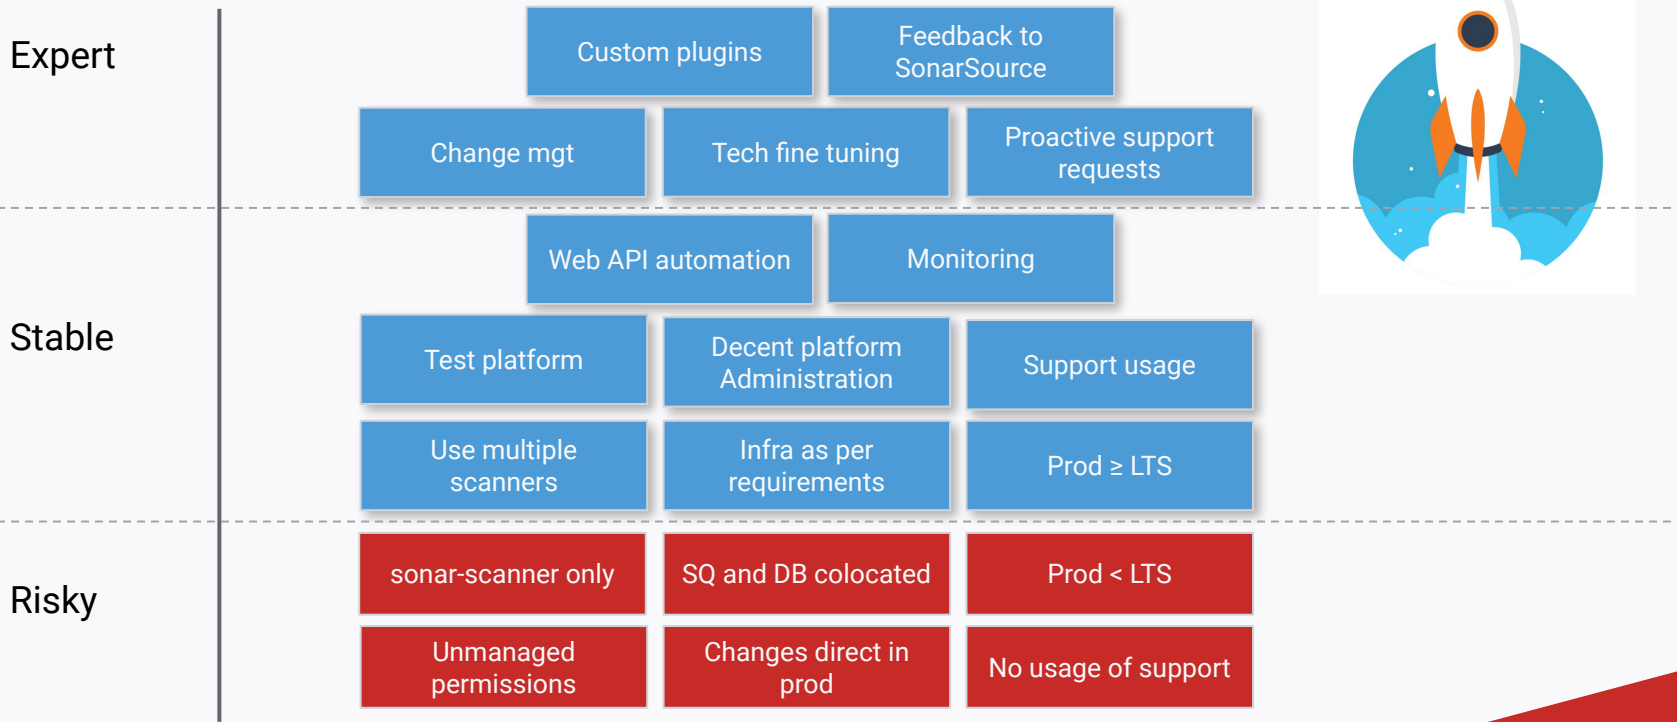 Expert
Custom plugins
Feedback to
SonarSource
Change mgt
Tech fine tuning
Proactive support
requests
Stable
Web API automation
Monitoring
Test platform
Decent platform
Administration
Support usage
Use multiple
scanners
Infra as per
requirements
Prod ≥ LTS
Risky
sonar-scanner only
SQ and DB colocated
Prod < LTS
Unmanaged
permissions
Changes direct in
prod
No usage of support